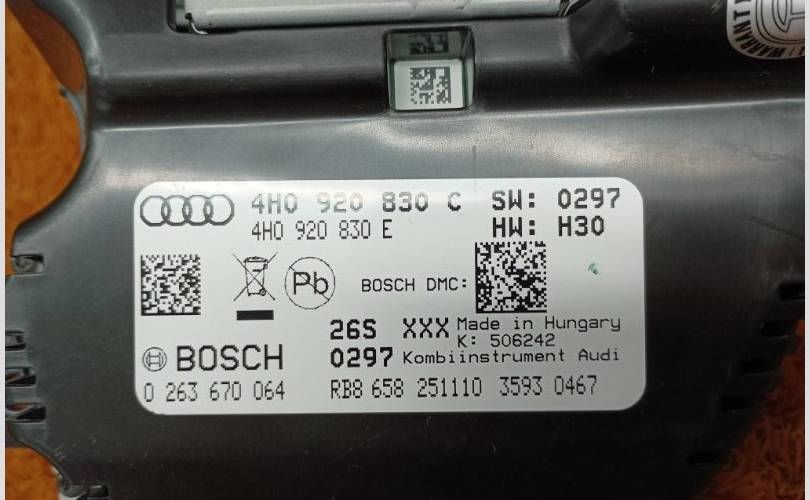 WARRANTY
4H0 920 830 C SW: 0297
4H0 920 830 E HW: H30
Pb BOSCH DMC:
26S XXX Made in Hungary
K: 506242
BOSCH 0297 Kombiinstrument Audi
0 263 670 064 RB8 658 251110 3593 0467